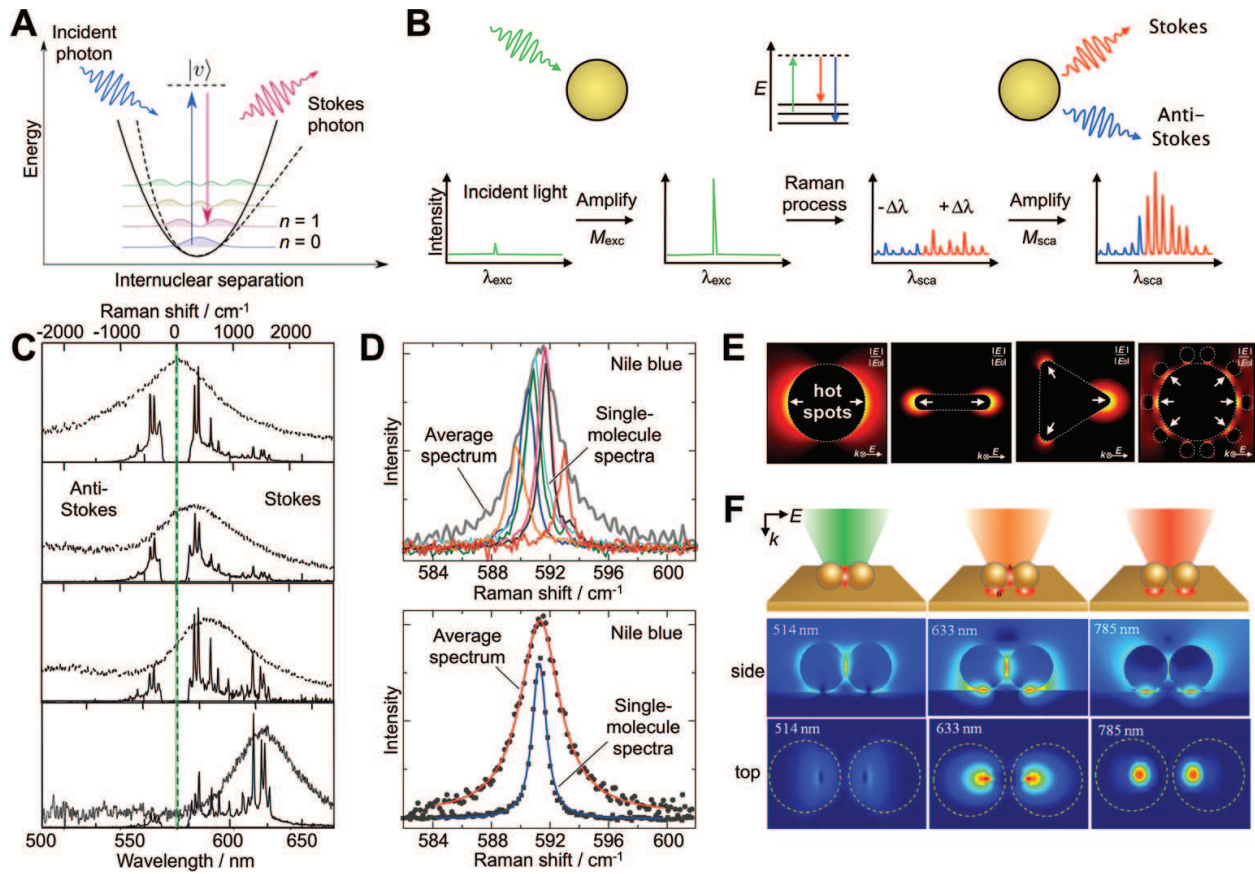 A
Incident
photon
|v⟩
Stokes
photon
n = 1
n = 0
Energy
Internuclear separation
B
E
Stokes
Anti-
Stokes
Intensity
Incident light
λexc
Amplify
Mexc
λexc
Raman
process
-Δλ +Δλ
λsca
Amplify
Msca
λsca
C
Raman shift / cm-1
-2000 -1000 0 1000 2000
Anti-
Stokes
Stokes
500 550 600 650
Wavelength / nm
D
Nile blue
Average
spectrum
Single-
molecule
spectra
Intensity
584 588 592 596 600
Raman shift / cm-1
Nile blue
Average
spectrum
Single-
molecule
spectra
Intensity
584 588 592 596 600
Raman shift / cm-1
E
hot
spots
|E|
|E0|
k E
|E|
|E0|
k E
|E|
|E0|
k E
|E|
|E0|
k E
F
E
k
A
B
side
514 nm
633 nm
785 nm
top
514 nm
633 nm
785 nm